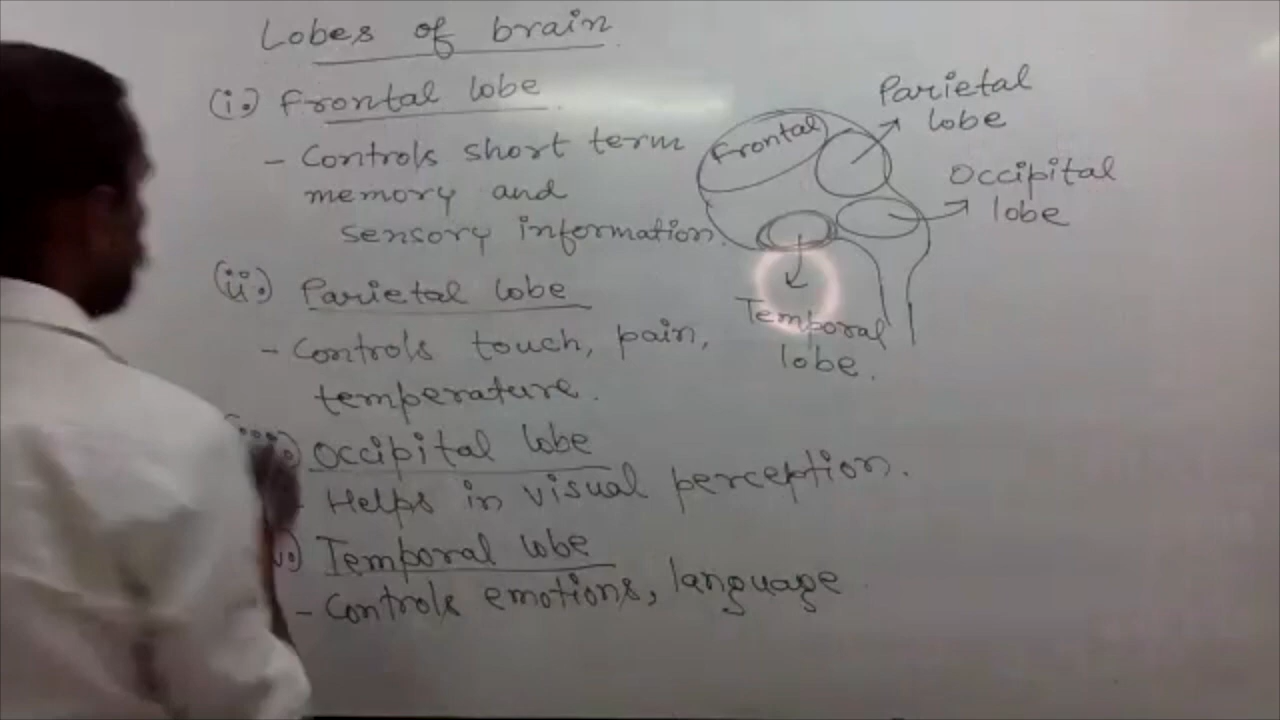 Lobes of brain
(i.) Frontal lobe
- Controls short term
memory and
sensory information.
(ii.) Parietal lobe
- Controls touch, pain,
temperature.
Occipital lobe
Helps in visual perception.
Temporal lobe
- Controls emotions, language
Frontal
Parietal
lobe
Occipital
lobe
Temporal
lobe.